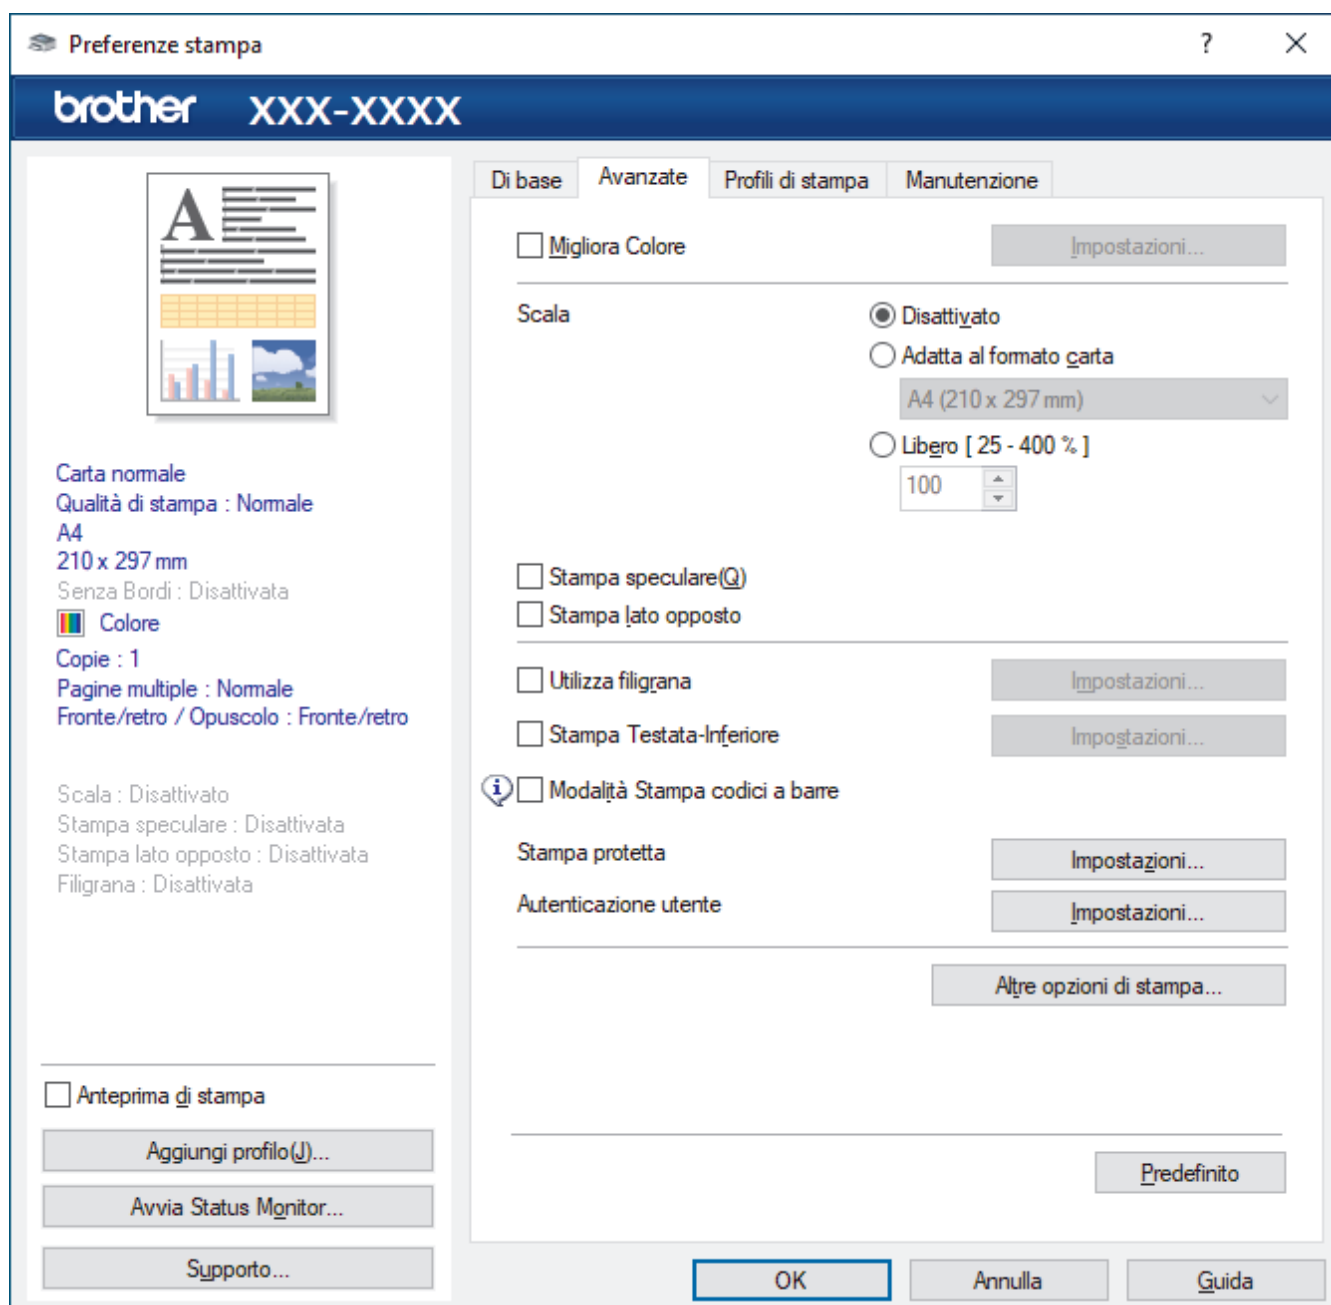 Preferenze stampa
?
brother XXX-XXXX
A
Carta normale
Qualità di stampa : Normale
A4
210 x 297 mm
Senza Bordi : Disattivata
Colore
Copie : 1
Pagine multiple : Normale
Fronte/retro / Opuscolo : Fronte/retro
Scala : Disattivato
Stampa speculare : Disattivata
Stampa lato opposto : Disattivata
Filigrana : Disattivata
Anteprima di stampa
Aggiungi profilo(J)...
Avvia Status Monitor...
Supporto...
Di base Avanzate Profili di stampa Manutenzione
Migliora Colore Impostazioni...
Scala Disattivato
Adatta al formato carta
A4 (210 x 297 mm)
Libero [ 25 - 400 % ]
100
Stampa speculare(Q)
Stampa lato opposto
Utilizza filigrana Impostazioni...
Stampa Testata-Inferiore Impostazioni...
Modalità Stampa codici a barre
Stampa protetta Impostazioni...
Autenticazione utente Impostazioni...
Altre opzioni di stampa...
Predefinito
OK Annulla Guida